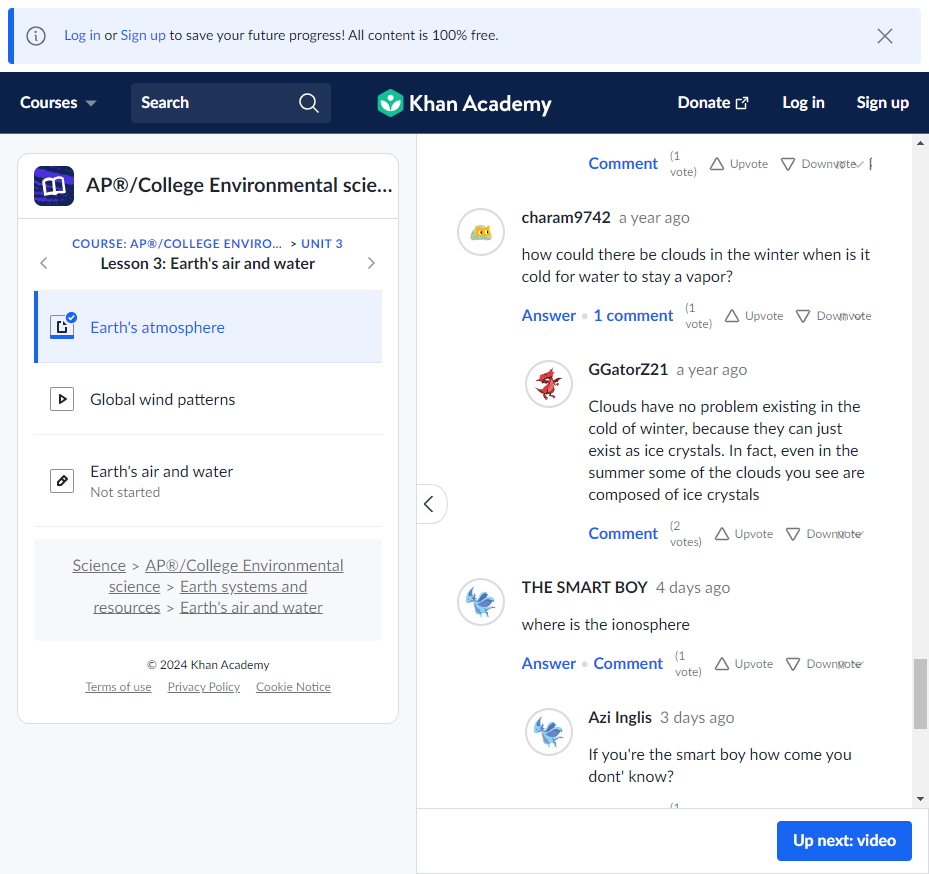 Log in or Sign up to save your future progress! All content is 100% free.
Courses
Search
Khan Academy
Donate
Log in
Sign up
AP®/College Environmental scie...
COURSE: AP®/COLLEGE ENVIRO... > UNIT 3
Lesson 3: Earth's air and water
Earth's atmosphere
Global wind patterns
Earth's air and water
Not started
Science > AP®/College Environmental
science > Earth systems and
resources > Earth's air and water
© 2024 Khan Academy
Terms of use Privacy Policy Cookie Notice
Comment (1 vote) Upvote Downvote
charam9742 a year ago
how could there be clouds in the winter when is it
cold for water to stay a vapor?
Answer • 1 comment (1 vote) Upvote Downvote
GGatorZ21 a year ago
Clouds have no problem existing in the
cold of winter, because they can just
exist as ice crystals. In fact, even in the
summer some of the clouds you see are
composed of ice crystals
Comment (2 votes) Upvote Downvote
THE SMART BOY 4 days ago
where is the ionosphere
Answer • Comment (1 vote) Upvote Downvote
Azi Inglis 3 days ago
If you're the smart boy how come you
dont' know?
Up next: video